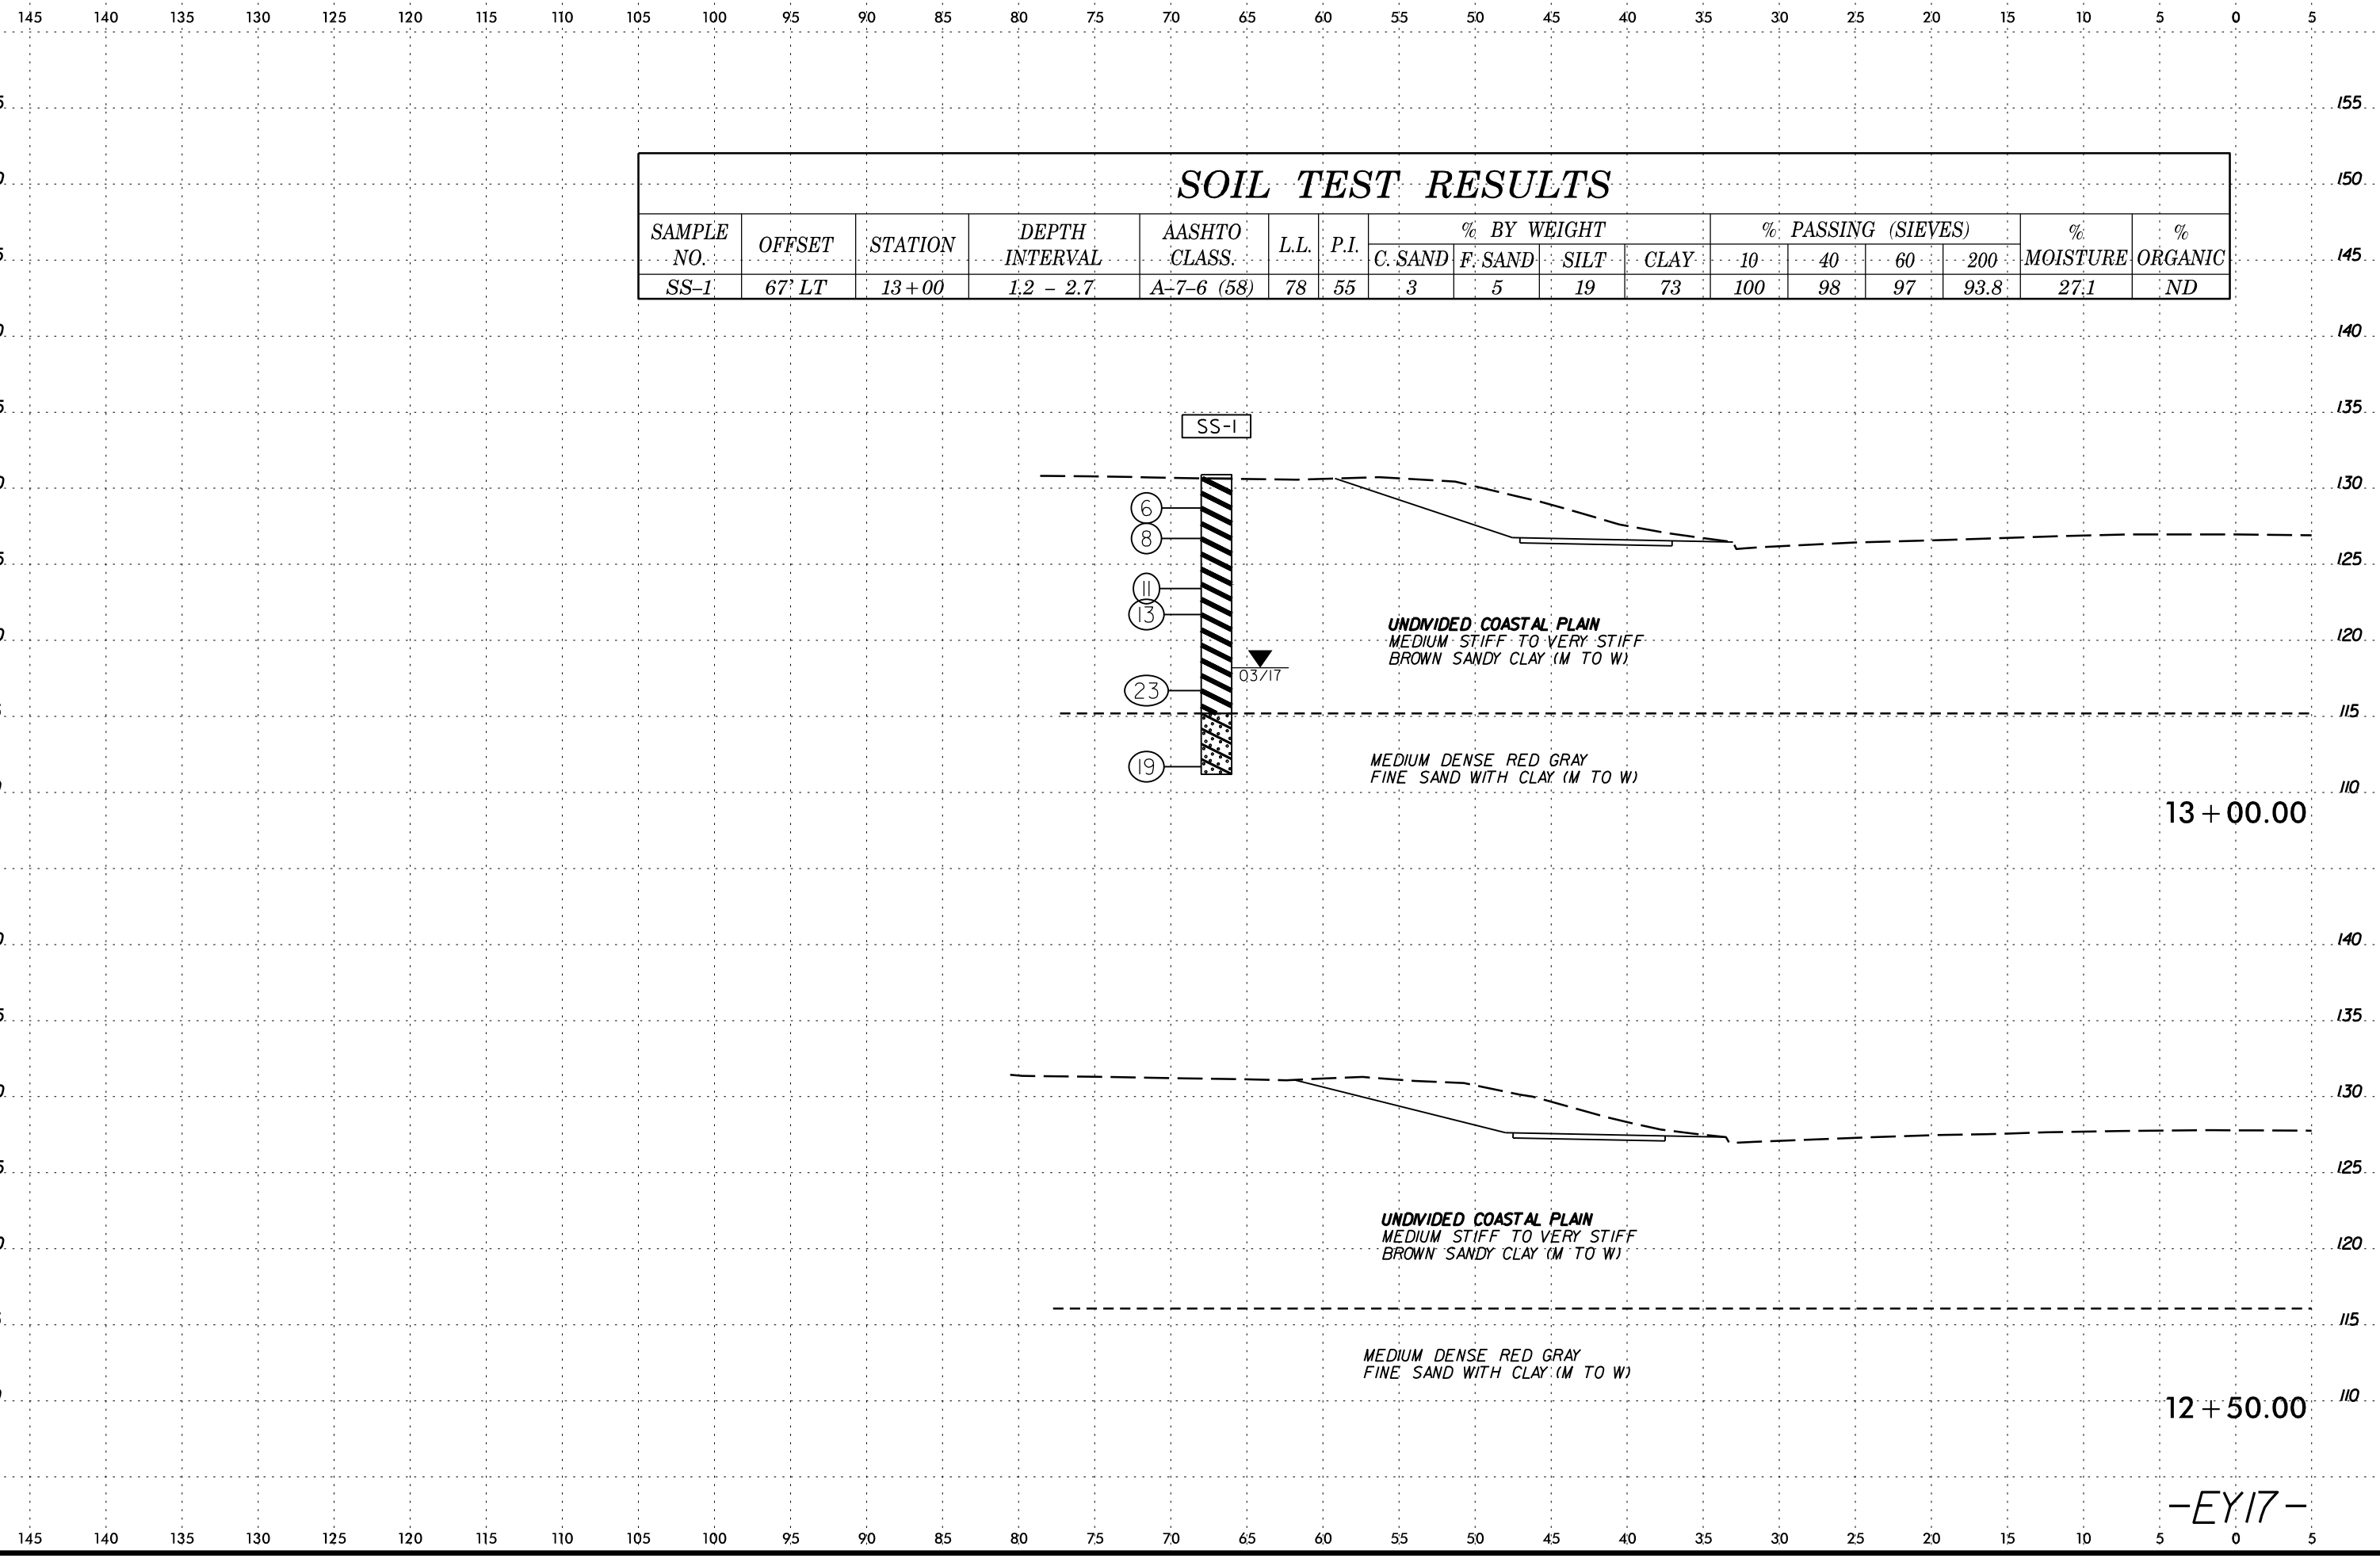 145 140 135 130 125 120 115 110 105 100 95 90 85 80 75 70 65 60 55 50 45 40 35 30 25 20 15 10 5 0 5
155
SOIL TEST RESULTS
150
SAMPLE NO. OFFSET STATION DEPTH INTERVAL AASHTO CLASS. L.L. P.I. % BY WEIGHT % PASSING (SIEVES) % MOISTURE % ORGANIC
C. SAND F. SAND SILT CLAY 10 40 60 200
145
SS-1 67' LT 13+00 1.2 - 2.7 A-7-6 (58) 78 55 3 5 19 73 100 98 97 93.8 27.1 ND
140
135
SS-1
130
6
8
125
11
13
UNDIVIDED COASTAL PLAIN
MEDIUM STIFF TO VERY STIFF
BROWN SANDY CLAY (M TO W)
120
03/17
23
115
19
MEDIUM DENSE RED GRAY
FINE SAND WITH CLAY (M TO W)
110
13+00.00
140
135
130
125
UNDIVIDED COASTAL PLAIN
MEDIUM STIFF TO VERY STIFF
BROWN SANDY CLAY (M TO W)
120
115
MEDIUM DENSE RED GRAY
FINE SAND WITH CLAY (M TO W)
110
12+50.00
-EY17-
145 140 135 130 125 120 115 110 105 100 95 90 85 80 75 70 65 60 55 50 45 40 35 30 25 20 15 10 5 0 5